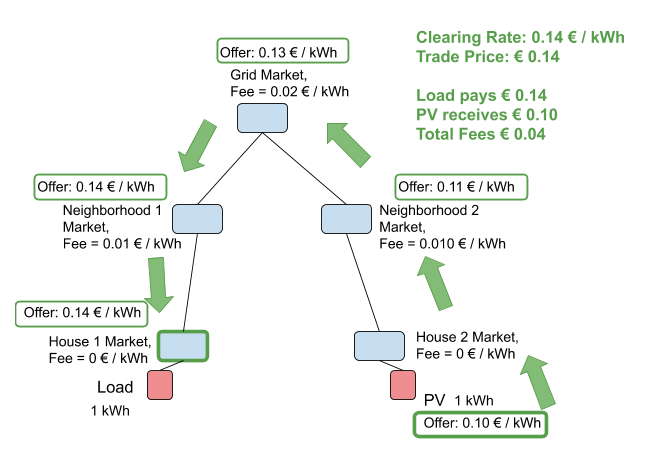 Clearing Rate: 0.14 € / kWh
Trade Price: € 0.14
Load pays € 0.14
PV receives € 0.10
Total Fees € 0.04
Offer: 0.13 € / kWh
Grid Market,
Fee = 0.02 € / kWh
Offer: 0.14 € / kWh
Neighborhood 1
Market,
Fee = 0.01 € / kWh
Offer: 0.11 € / kWh
Neighborhood 2
Market,
Fee = 0.010 € / kWh
Offer: 0.14 € / kWh
House 1 Market,
Fee = 0 € / kWh
Load
1 kWh
House 2 Market,
Fee = 0 € / kWh
PV 1 kWh
Offer: 0.10 € / kWh